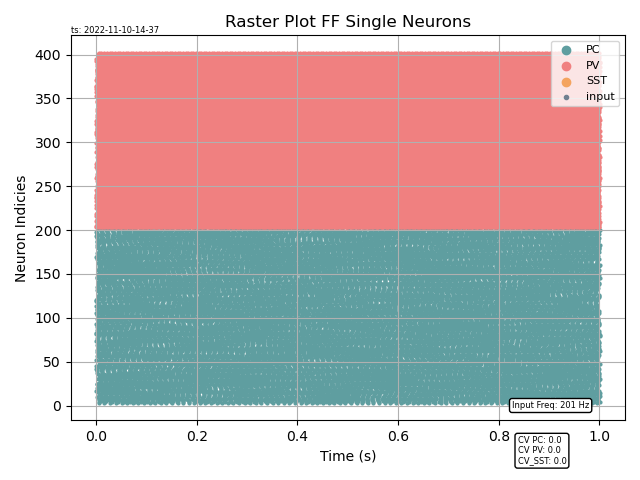 Raster Plot FF Single Neurons
ts: 2022-11-10-14-37
PC
PV
SST
input
Neuron Indicies
400
350
300
250
200
150
100
50
0
Input Freq: 201 Hz
0.0 0.2 0.4 0.6 0.8 1.0
Time (s)
CV PC: 0.0
CV PV: 0.0
CV_SST: 0.0